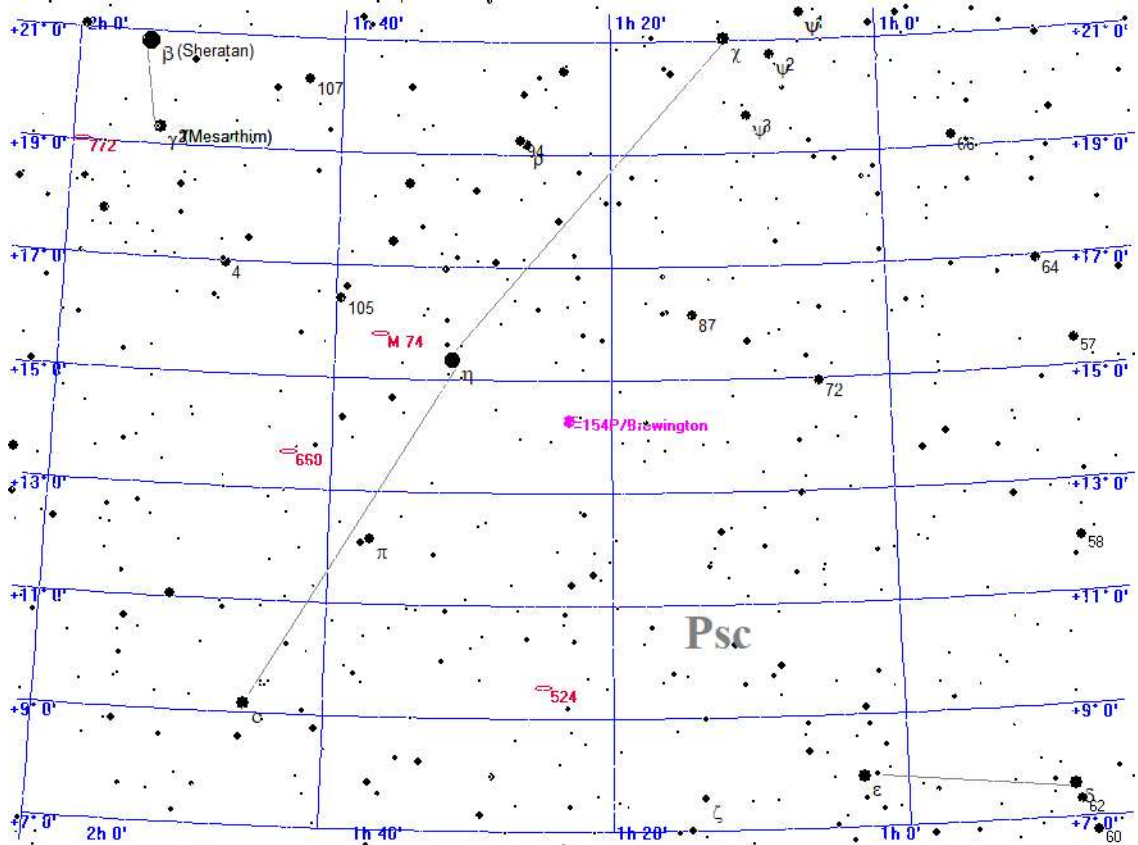 +21° 0' 2h 0' 1h 40' 1h 20' 1h 0' +21° 0'
β (Sheratan) χ ψ1
ψ2
107
ψ3
γ2 (Mesarthim) 66
+19° 0' 772 94 ρ +19° 0'
+17° 0' 4 64 +17° 0'
105 87 57
M 74
+15° 0' η 72 +15° 0'
154P/Brewington
660
+13° 0' +13° 0'
π 58
+11° 0' +11° 0'
Psc
524
+9° 0' ο +9° 0'
ε δ
ζ 62
+7° 0' 2h 0' 1h 40' 1h 20' 1h 0' +7° 0'
60